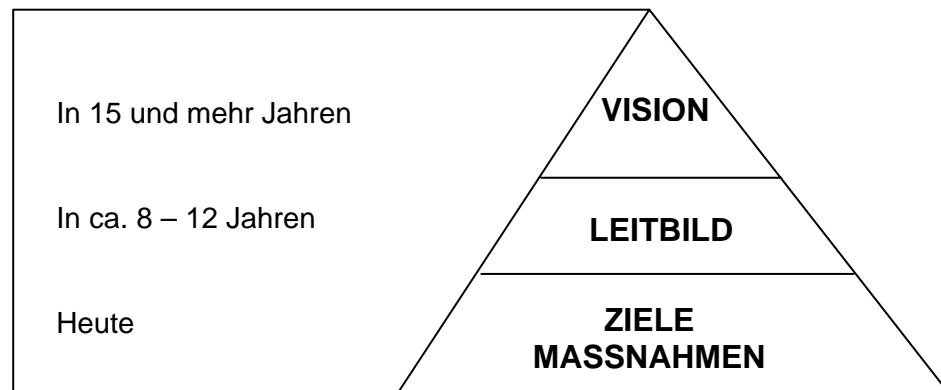 In 15 und mehr Jahren
VISION
In ca. 8 – 12 Jahren
LEITBILD
Heute
ZIELE
MASSNAHMEN